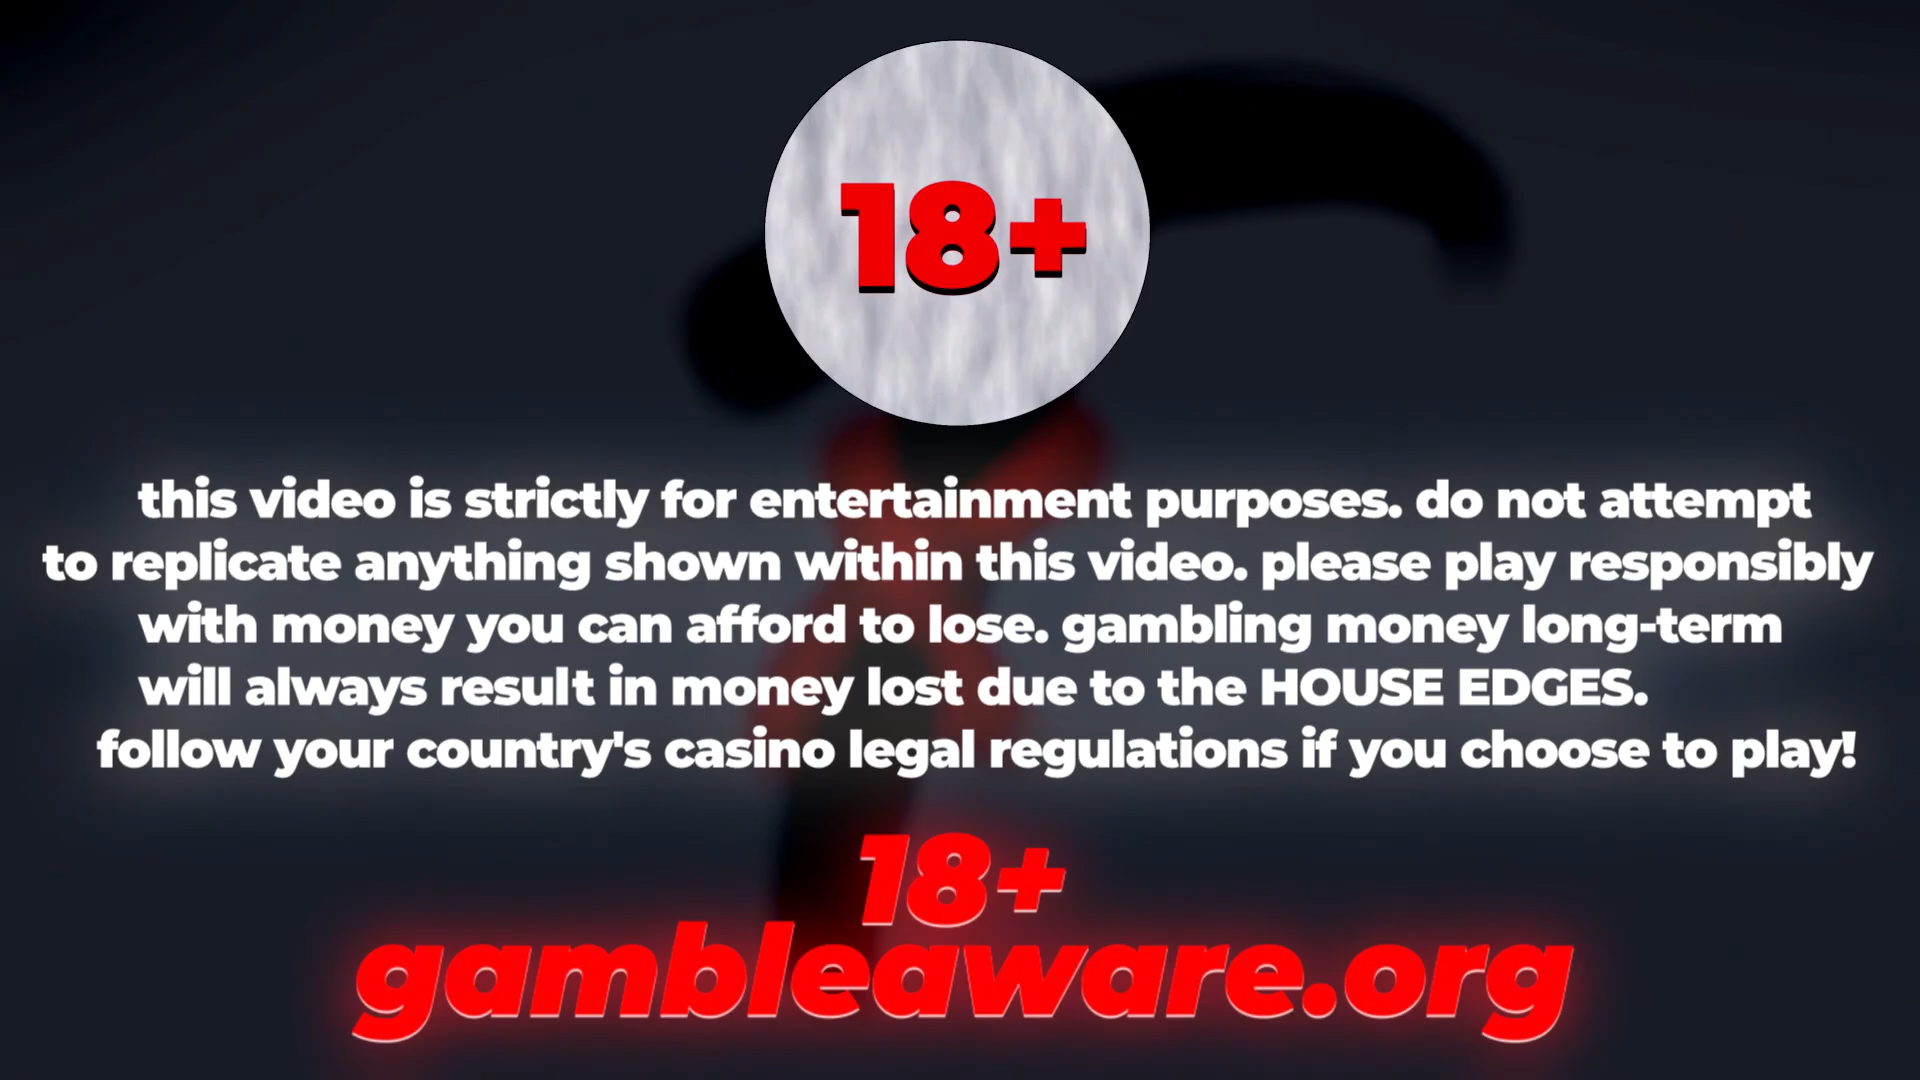 18+
this video is strictly for entertainment purposes. do not attempt
to replicate anything shown within this video. please play responsibly
with money you can afford to lose. gambling money long-term
will always result in money lost due to the HOUSE EDGES.
follow your country's casino legal regulations if you choose to play!
18+
gambleaware.org